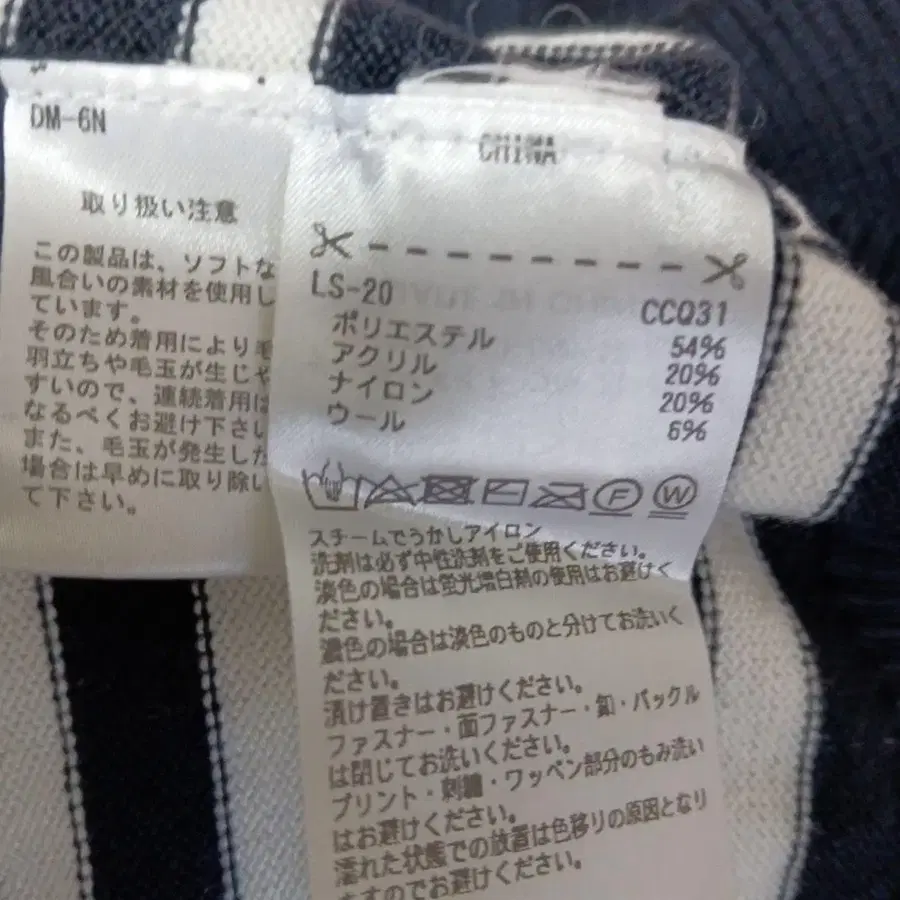 DM-6N
取り扱い注意
この製品は、ソフトな
風合いの素材を使用し
ています。
そのため着用により毛
羽立ちや毛玉が生じや
すいので、連続着用は
なるべくお避け下さい
また、毛玉が発生した
場合は早めに取り除い
て下さい。
CHINA
LS-20 CCQ31
ポリエステル 54%
アクリル 20%
ナイロン 20%
ウール 6%
F W
スチームでうかしアイロン
洗剤は必ず中性洗剤をご使用ください。
淡色の場合は蛍光増白剤の使用はお避けく
ださい。
濃色の場合は淡色のものと分けてお洗いく
ださい。
漬け置きはお避けください。
ファスナー・面ファスナー・釦・バックル
は閉じてお洗いください。
プリント・刺繍・ワッペン部分のもみ洗い
はお避けください。
濡れた状態での放置は色移りの原因となり
ますのでお避けください。